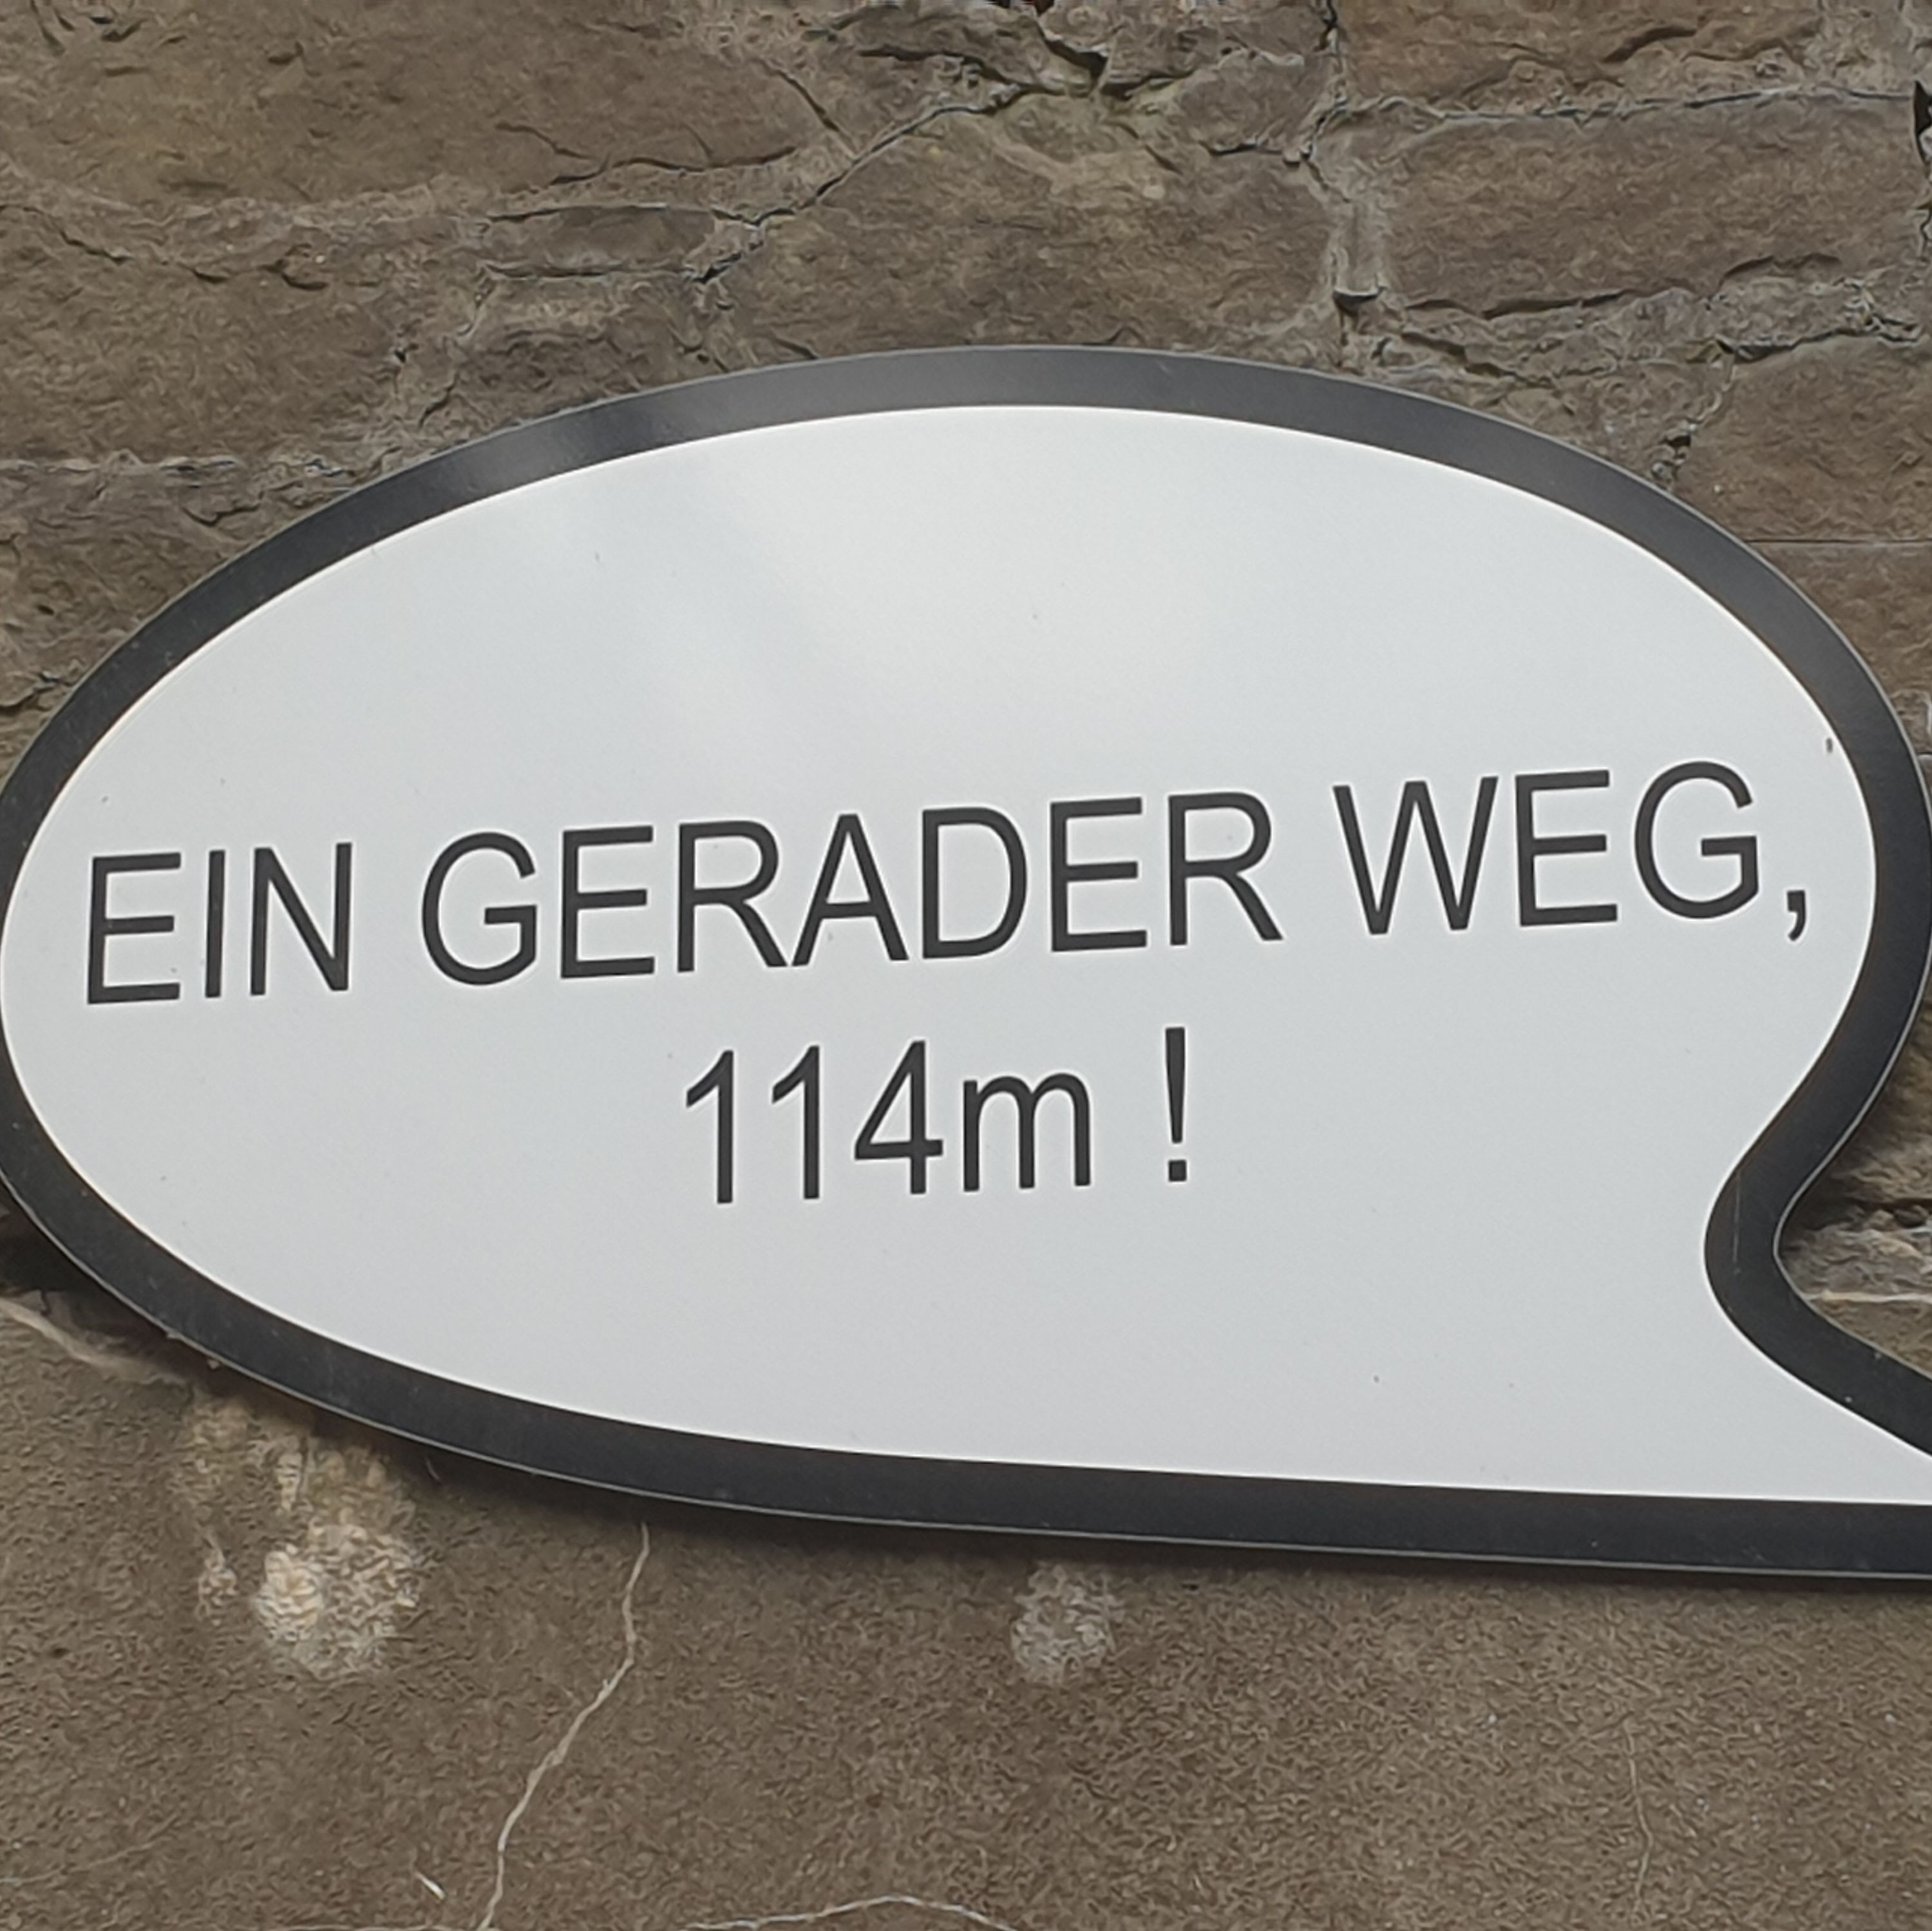 EIN GERADER WEG,
114m !